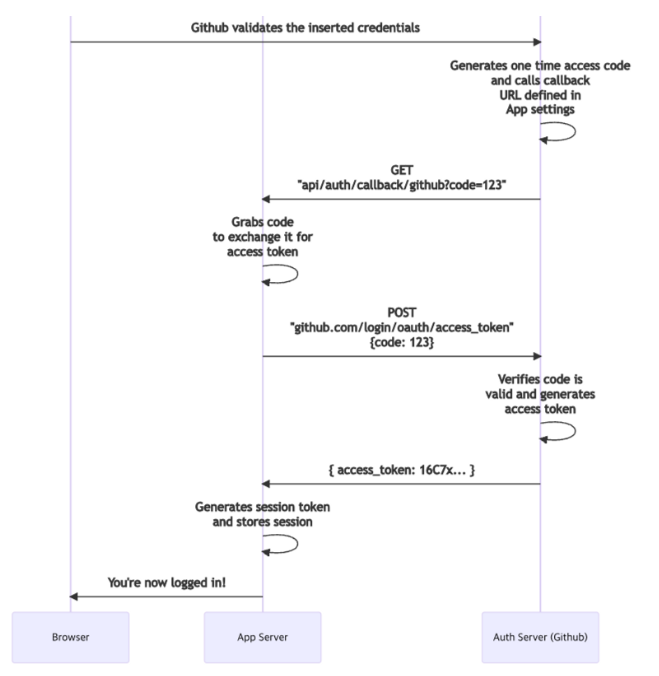 Github validates the inserted credentials
Generates one time access code
and calls callback
URL defined in
App settings
GET
"api/auth/callback/github?code=123"
Grabs code
to exchange it for
access token
POST
"github.com/login/oauth/access_token"
{code: 123}
Verifies code is
valid and generates
access token
{ access_token: 16C7x... }
Generates session token
and stores session
You're now logged in!
Browser
App Server
Auth Server (Github)